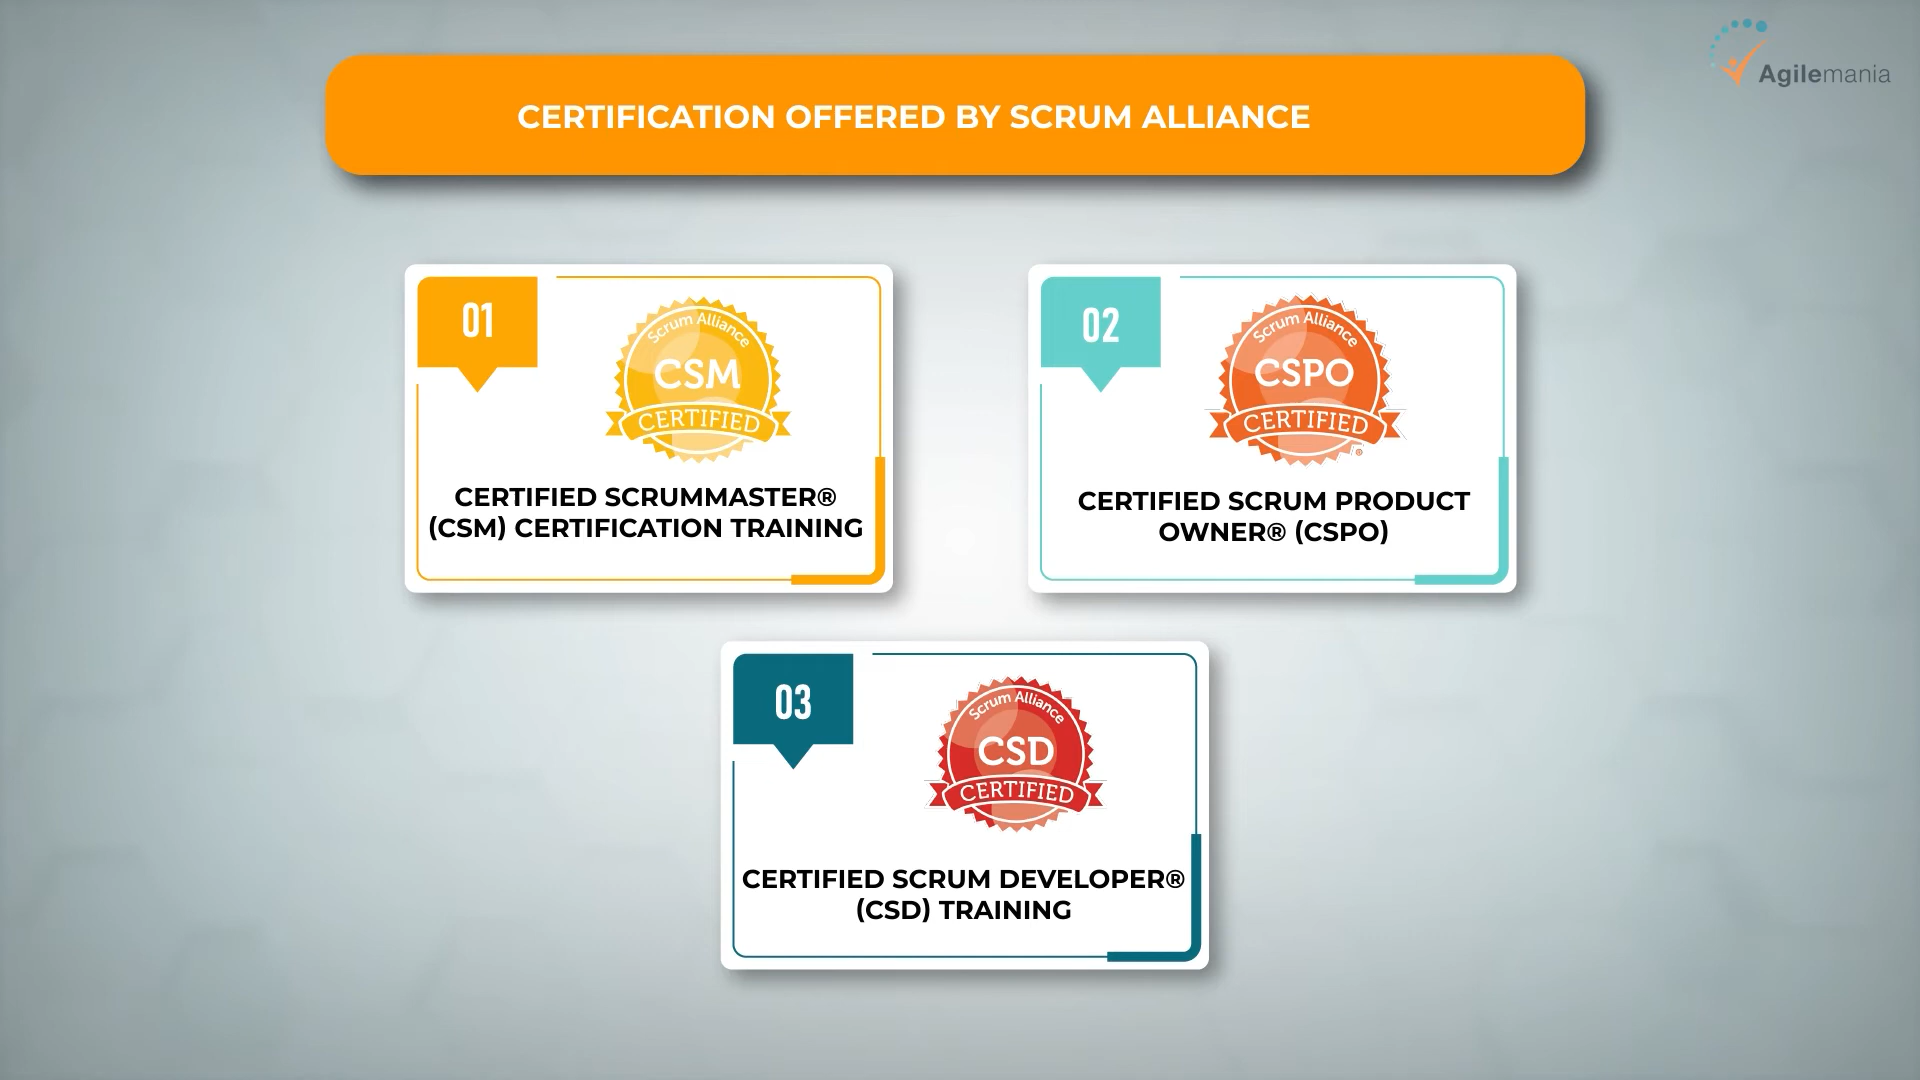 Agilemania
CERTIFICATION OFFERED BY SCRUM ALLIANCE
01
Scrum Alliance
CSM
CERTIFIED
CERTIFIED SCRUMMASTER®
(CSM) CERTIFICATION TRAINING
02
Scrum Alliance
CSPO
CERTIFIED
®
CERTIFIED SCRUM PRODUCT
OWNER® (CSPO)
03
Scrum Alliance
CSD
CERTIFIED
CERTIFIED SCRUM DEVELOPER®
(CSD) TRAINING